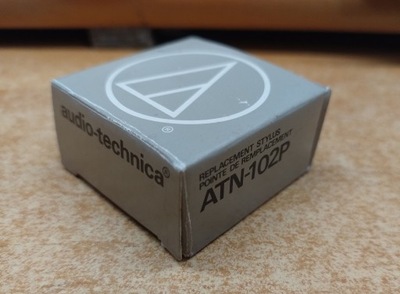 ®
audio-technica®
REPLACEMENT STYLUS
POINTE DE REMPLACEMENT
ATN-102P